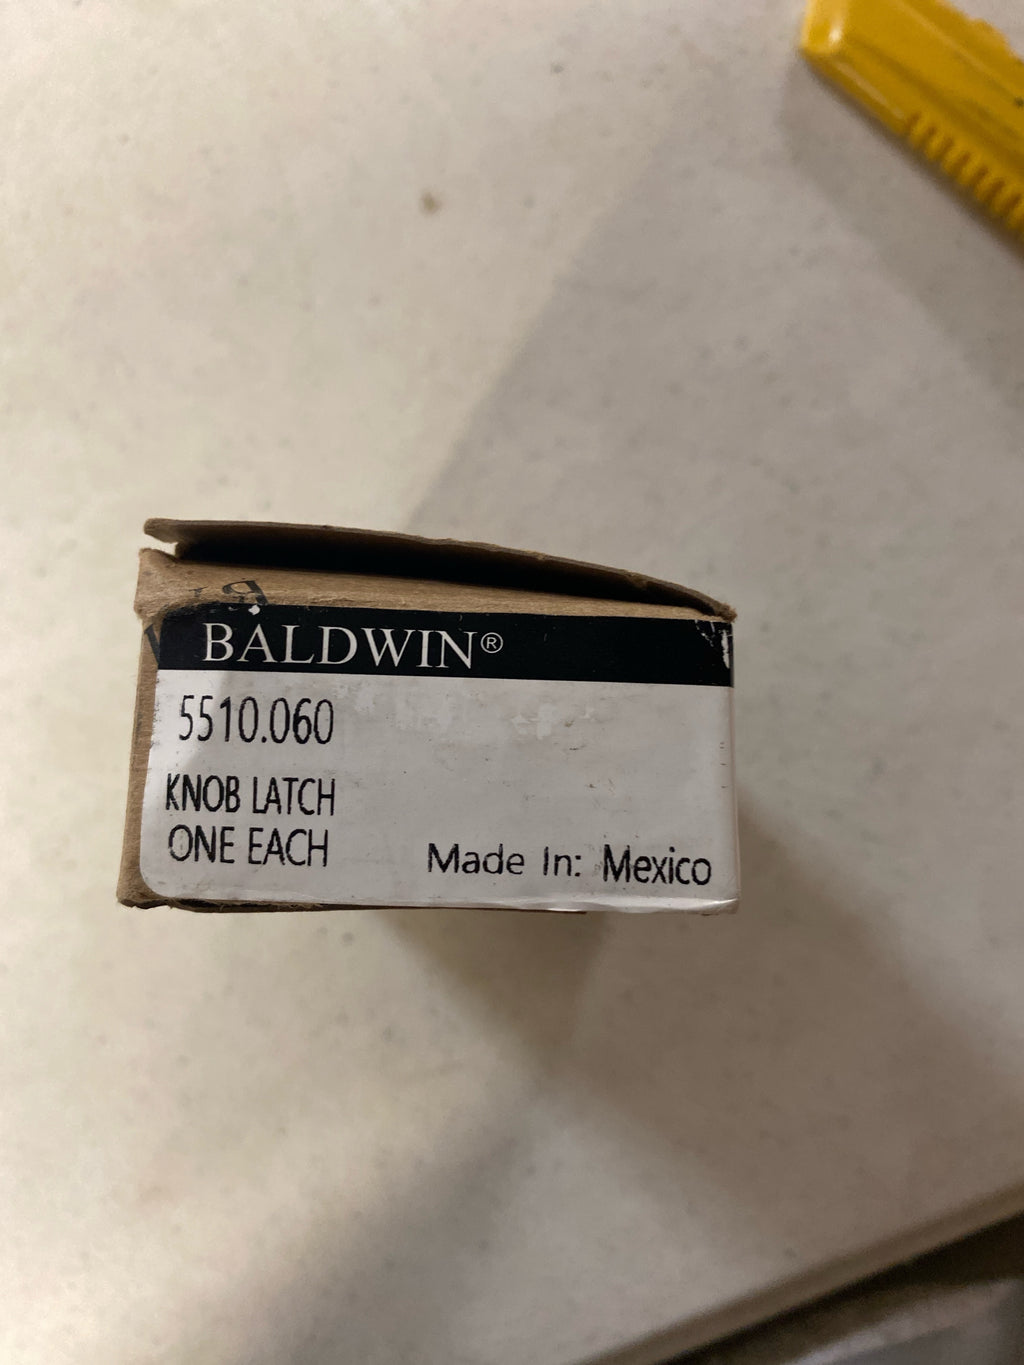 BALDWIN®
5510.060
KNOB LATCH
ONE EACH
Made In: Mexico